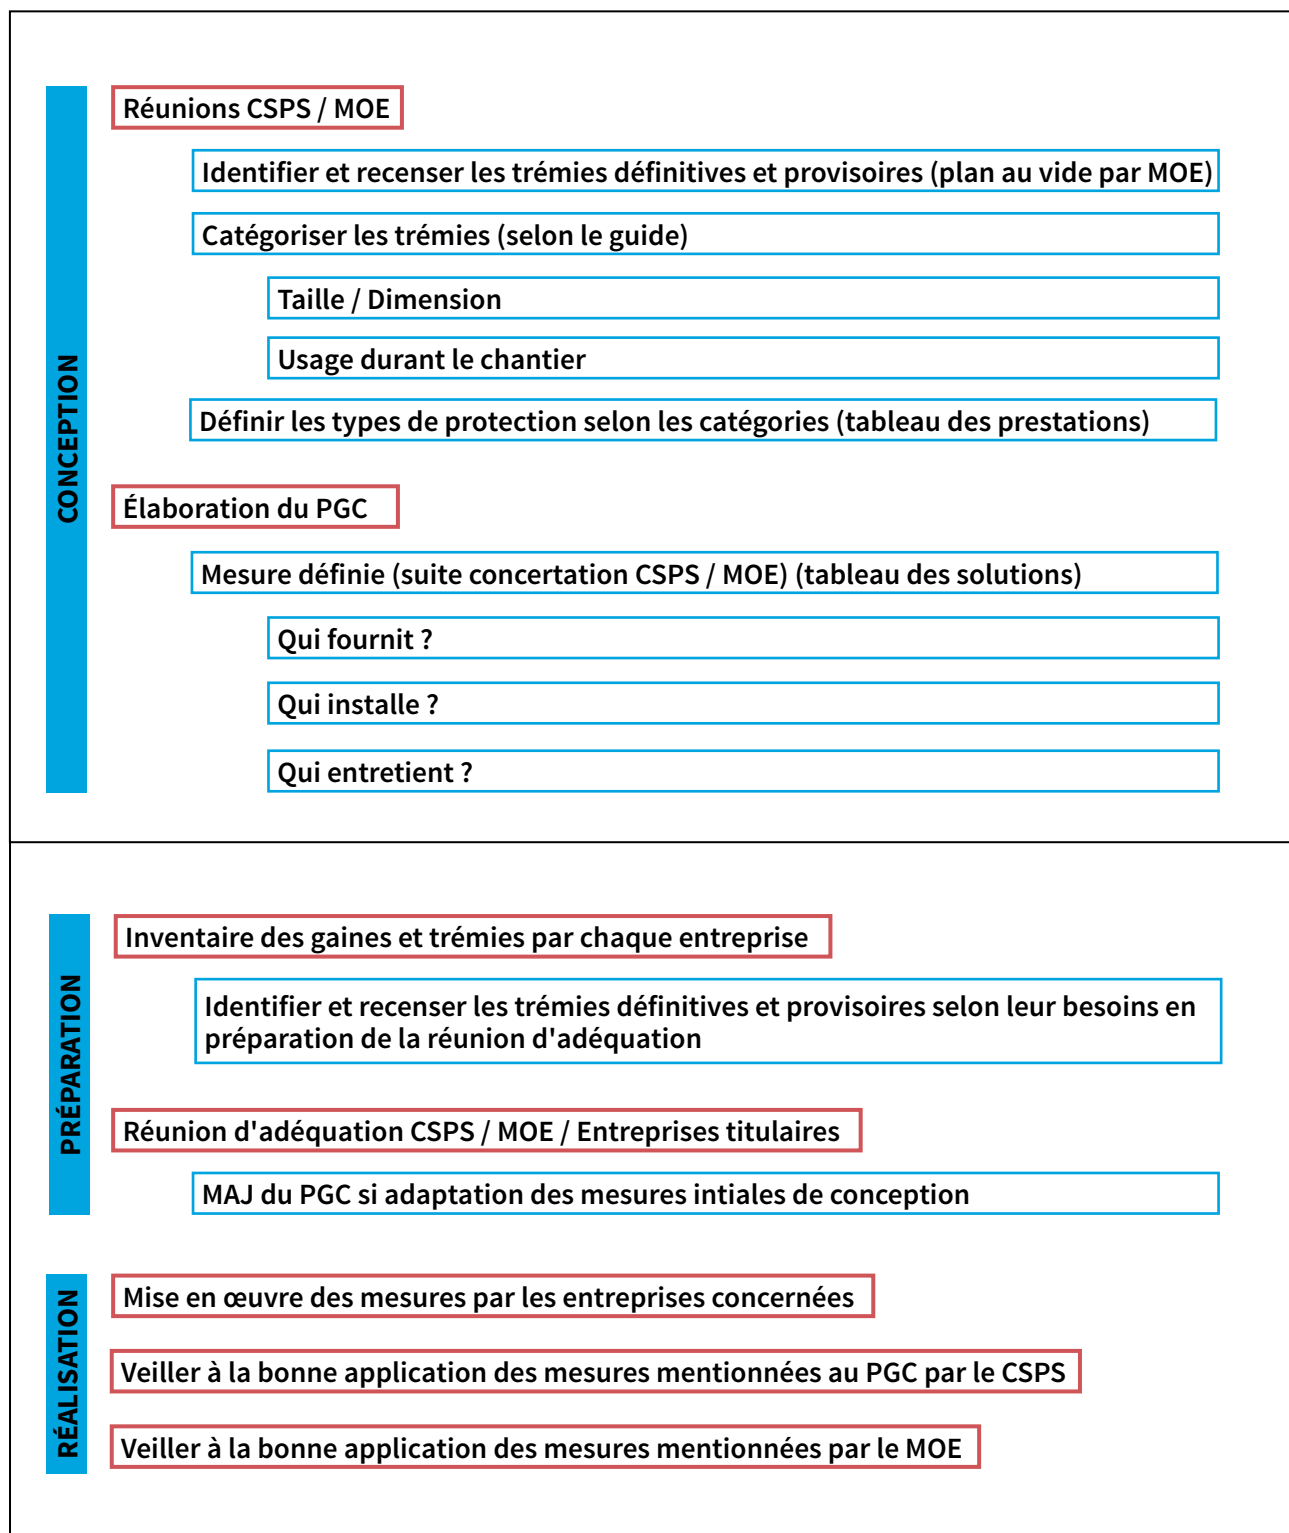 CONCEPTION
Réunions CSPS / MOE
Identifier et recenser les trémies définitives et provisoires (plan au vide par MOE)
Catégoriser les trémies (selon le guide)
Taille / Dimension
Usage durant le chantier
Définir les types de protection selon les catégories (tableau des prestations)
Élaboration du PGC
Mesure définie (suite concertation CSPS / MOE) (tableau des solutions)
Qui fournit ?
Qui installe ?
Qui entretient ?
PRÉPARATION
Inventaire des gaines et trémies par chaque entreprise
Identifier et recenser les trémies définitives et provisoires selon leur besoins en
préparation de la réunion d'adéquation
Réunion d'adéquation CSPS / MOE / Entreprises titulaires
MAJ du PGC si adaptation des mesures intiales de conception
RÉALISATION
Mise en œuvre des mesures par les entreprises concernées
Veiller à la bonne application des mesures mentionnées au PGC par le CSPS
Veiller à la bonne application des mesures mentionnées par le MOE